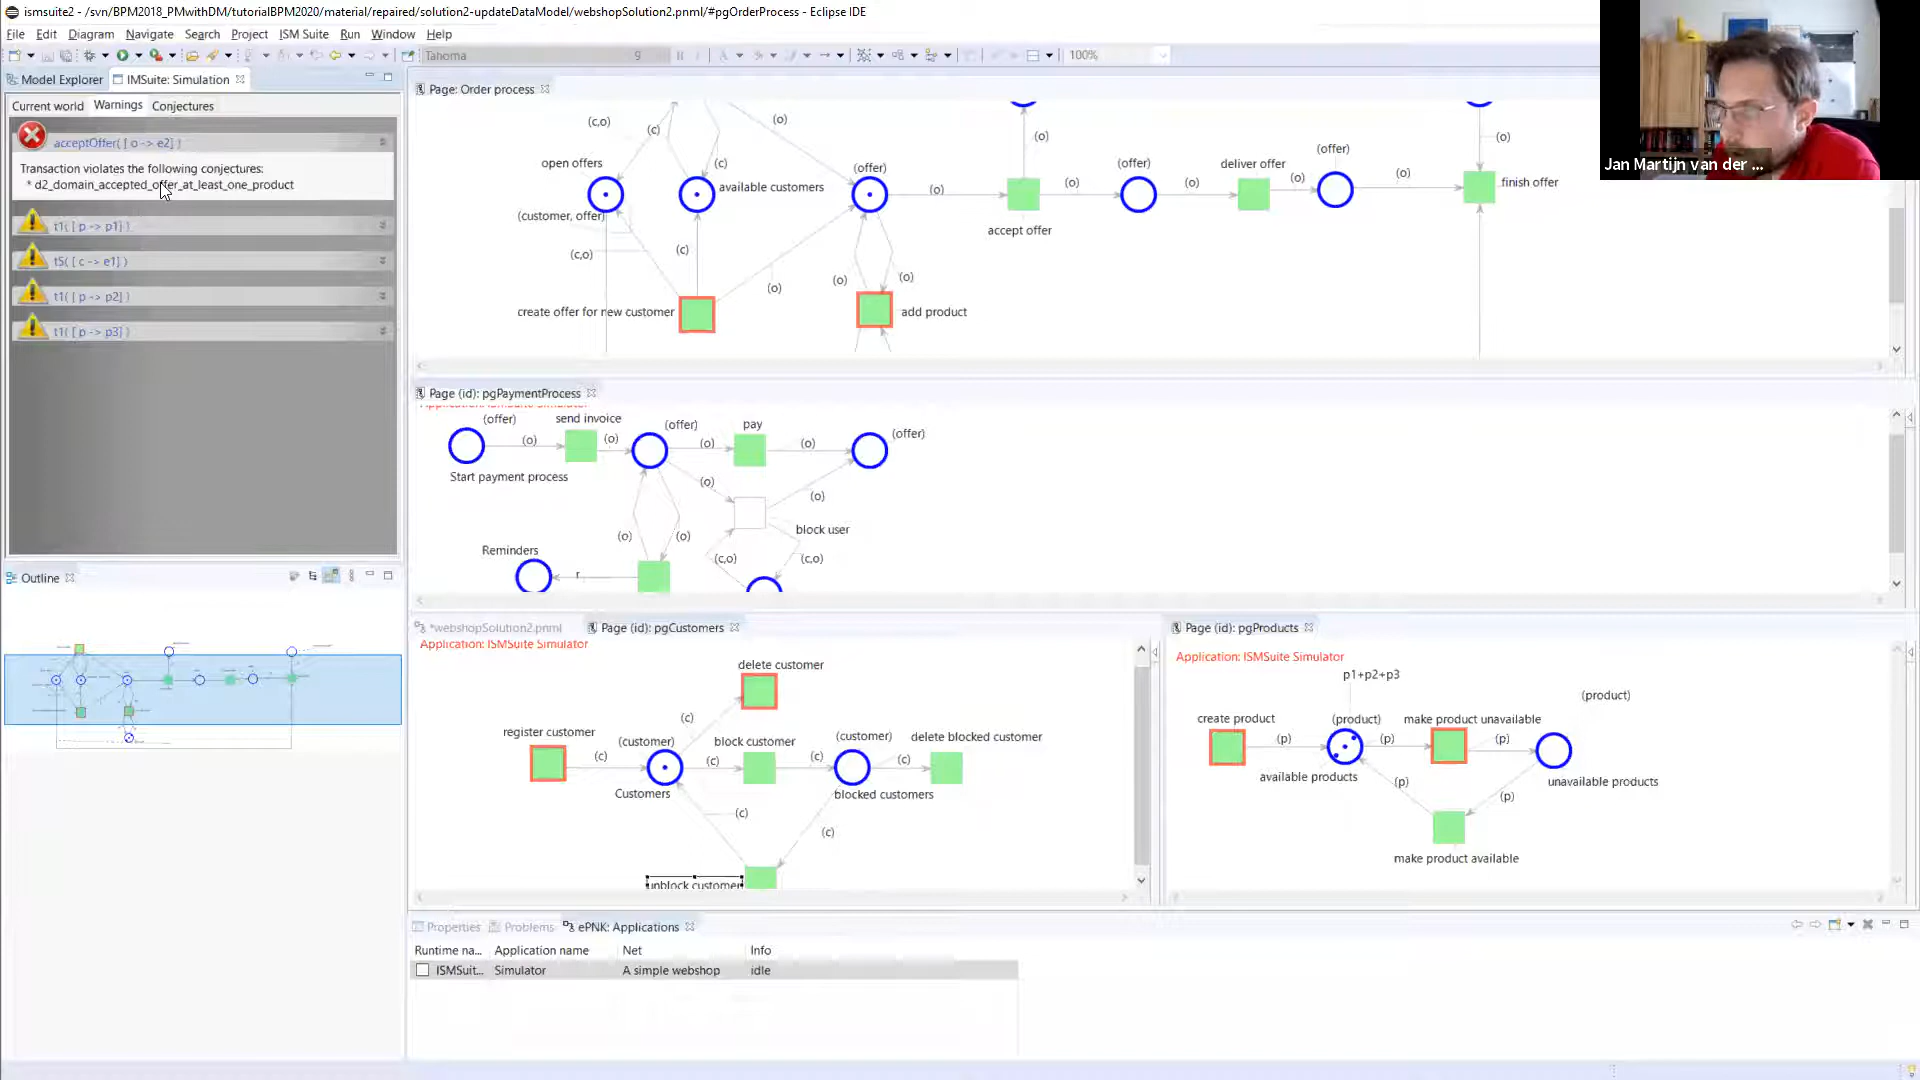 ismsuite2 - /svn/BPM2018_PMwithDM/tutorialBPM2020/material/repaired/solution2-updateDataModel/webshopSolution2.pnml/#pgOrderProcess - Eclipse IDE
File Edit Diagram Navigate Search Project ISM Suite Run Window Help
Tahoma 9 100%
Model Explorer IMSuite: Simulation
Current world Warnings Conjectures
acceptOffer( [ o -> e2] )
Transaction violates the following conjectures:
* d2_domain_accepted_offer_at_least_one_product
t1( [ p -> p1] )
t5( [ c -> e1] )
t1( [ p -> p2] )
t1( [ p -> p3] )
Outline
Page: Order process
(c,o) (c) (o) (o) (o)
open offers (c) (offer) (offer) deliver offer (offer)
available customers (o) (o) (o) (o) (o) finish offer
(customer, offer) accept offer
(c,o) (c) (o) (o) (o)
create offer for new customer add product
Page (id): pgPaymentProcess
Application: ISMSuite Simulator
(offer) send invoice (offer) pay (offer)
(o) (o) (o) (o)
Start payment process (o) (o)
block user
(o) (o)
Reminders (c,o) (c,o)
r
*webshopSolution2.pnml Page (id): pgCustomers
Application: ISMSuite Simulator
delete customer
(c)
register customer (customer) block customer (customer) delete blocked customer
(c) (c) (c) (c)
Customers blocked customers
(c) (c)
unblock customer
Page (id): pgProducts
Application: ISMSuite Simulator
p1+p2+p3
(product)
create product (product) make product unavailable
(p) (p) (p)
available products (p) unavailable products
(p)
make product available
Properties Problems ePNK: Applications
Runtime na... Application name Net Info
ISMSuit... Simulator A simple webshop idle
Jan Martijn van der ...